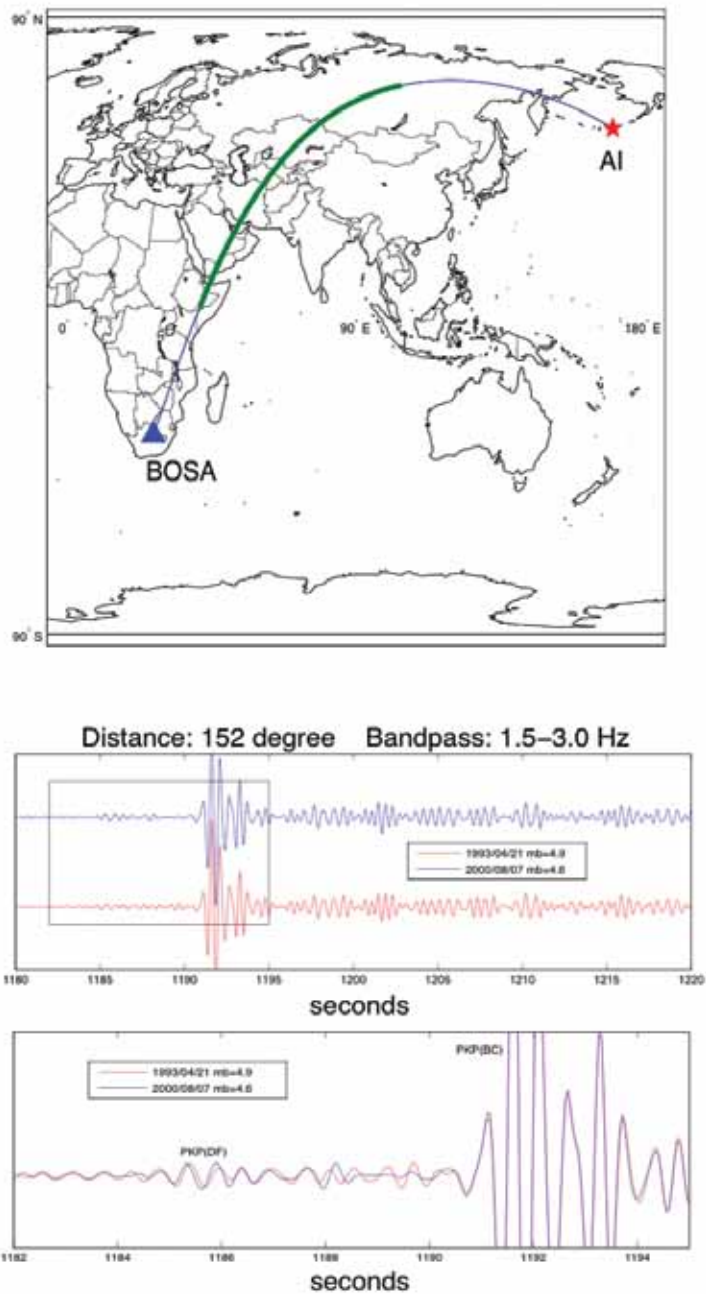 90° N
AI
0°
90° E
180° E
BOSA
90° S
Distance: 152 degree Bandpass: 1.5–3.0 Hz
1993/04/21 mb=4.9
2000/08/07 mb=4.6
1180 1185 1190 1195 1200 1205 1210 1215 1220
seconds
PKP(BC)
1993/04/21 mb=4.9
2000/08/07 mb=4.6
PKP(DF)
1182 1184 1186 1188 1190 1192 1194
seconds